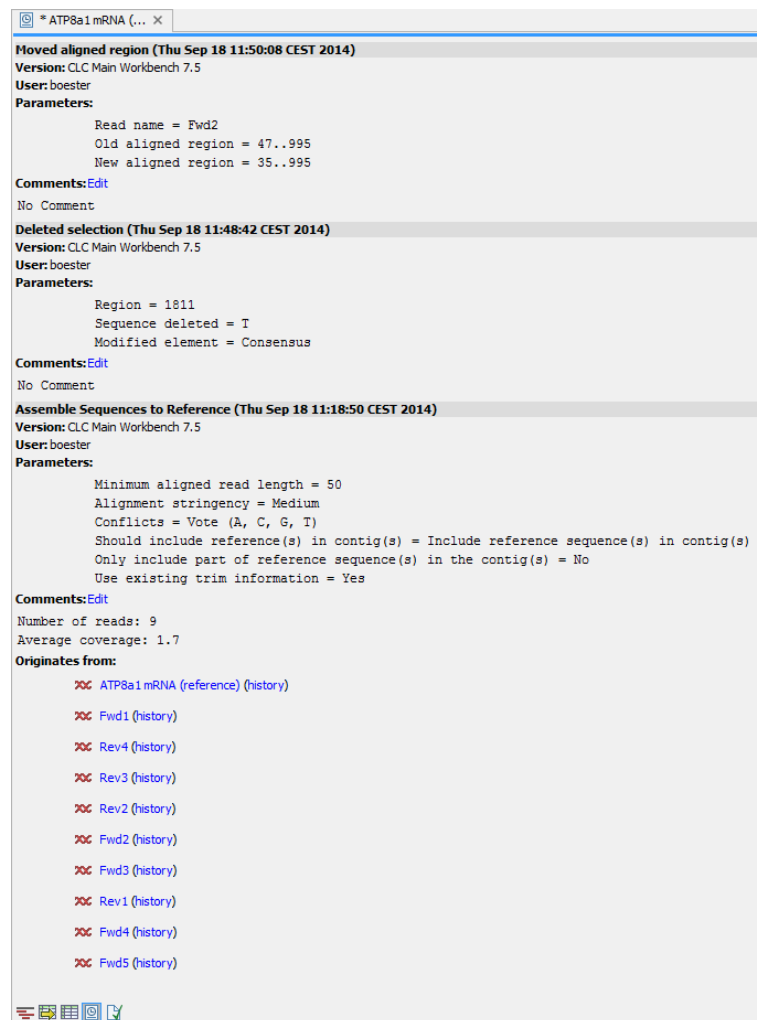 * ATP8a1 mRNA (...
Moved aligned region (Thu Sep 18 11:50:08 CEST 2014)
Version: CLC Main Workbench 7.5
User: boester
Parameters:
Read name = Fwd2
Old aligned region = 47..995
New aligned region = 35..995
Comments: Edit
No Comment
Deleted selection (Thu Sep 18 11:48:42 CEST 2014)
Version: CLC Main Workbench 7.5
User: boester
Parameters:
Region = 1811
Sequence deleted = T
Modified element = Consensus
Comments: Edit
No Comment
Assemble Sequences to Reference (Thu Sep 18 11:18:50 CEST 2014)
Version: CLC Main Workbench 7.5
User: boester
Parameters:
Minimum aligned read length = 50
Alignment stringency = Medium
Conflicts = Vote (A, C, G, T)
Should include reference(s) in contig(s) = Include reference sequence(s) in contig(s)
Only include part of reference sequence(s) in the contig(s) = No
Use existing trim information = Yes
Comments: Edit
Number of reads: 9
Average coverage: 1.7
Originates from:
ATP8a1 mRNA (reference) (history)
Fwd1 (history)
Rev4 (history)
Rev3 (history)
Rev2 (history)
Fwd2 (history)
Fwd3 (history)
Rev1 (history)
Fwd4 (history)
Fwd5 (history)